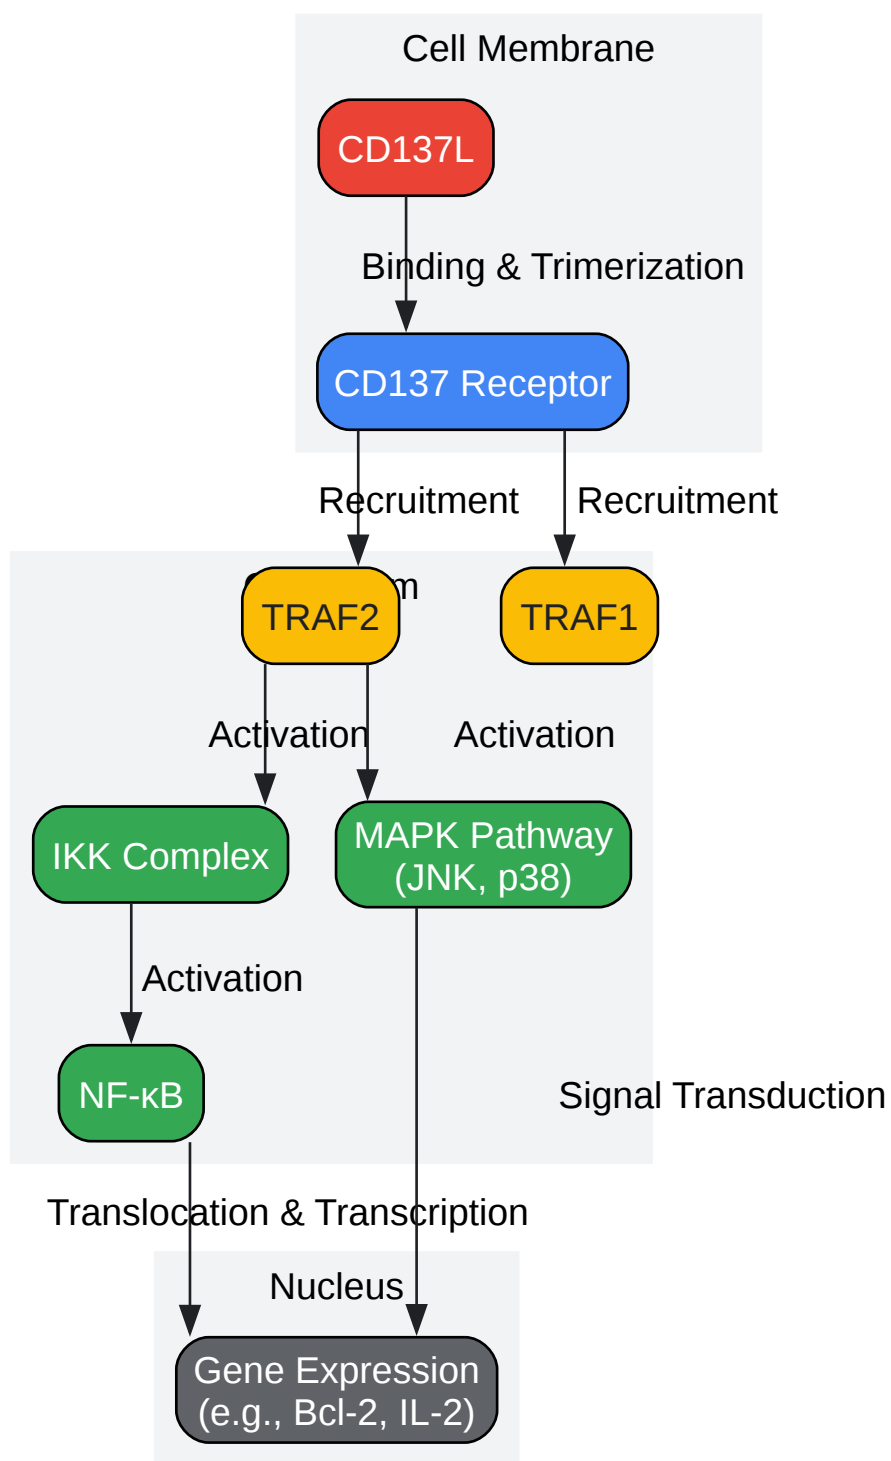 Cell Membrane
CD137L
Binding & Trimerization
CD137 Receptor
Recruitment
Recruitment
TRAF2
TRAF1
Activation
Activation
IKK Complex
MAPK Pathway
(JNK, p38)
Activation
NF-κB
Signal Transduction
Translocation & Transcription
Nucleus
Gene Expression
(e.g., Bcl-2, IL-2)